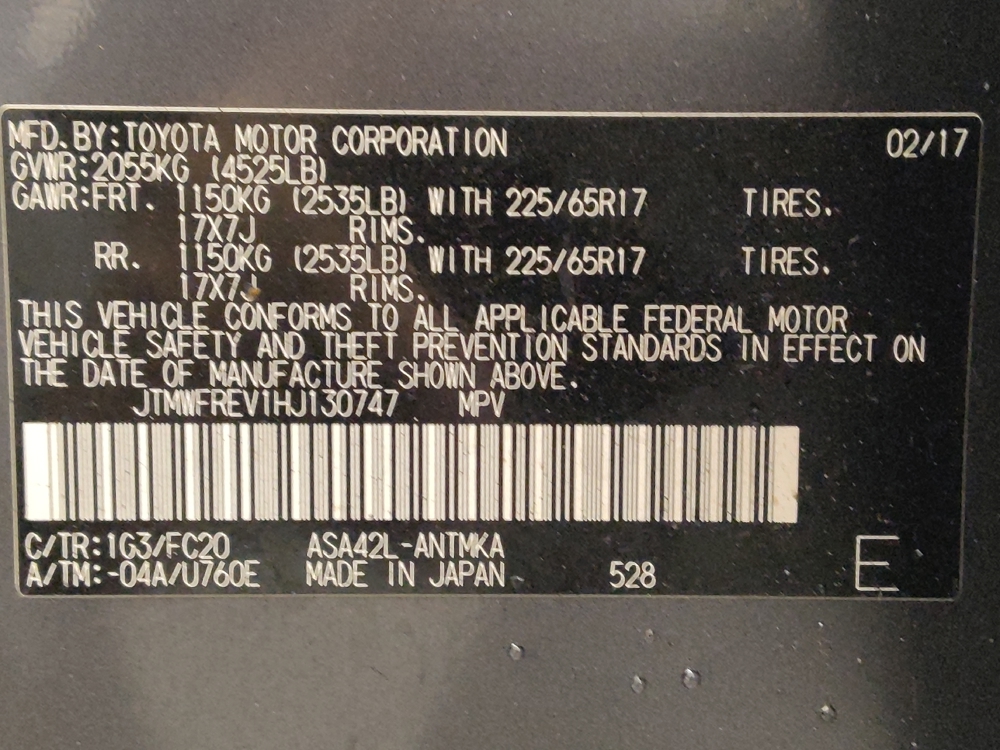 MFD.BY:TOYOTA MOTOR CORPORATION 02/17
GVWR:2055KG (4525LB)
GAWR:FRT. 1150KG (2535LB) WITH 225/65R17 TIRES.
17X7J RIMS.
RR. 1150KG (2535LB) WITH 225/65R17 TIRES.
17X7J RIMS.
THIS VEHICLE CONFORMS TO ALL APPLICABLE FEDERAL MOTOR
VEHICLE SAFETY AND THEFT PREVENTION STANDARDS IN EFFECT ON
THE DATE OF MANUFACTURE SHOWN ABOVE.
JTMWFREV1HJ130747 MPV
C/TR:1G3/FC20 ASA42L-ANTMKA
A/TM:-04A/U760E MADE IN JAPAN 528 E